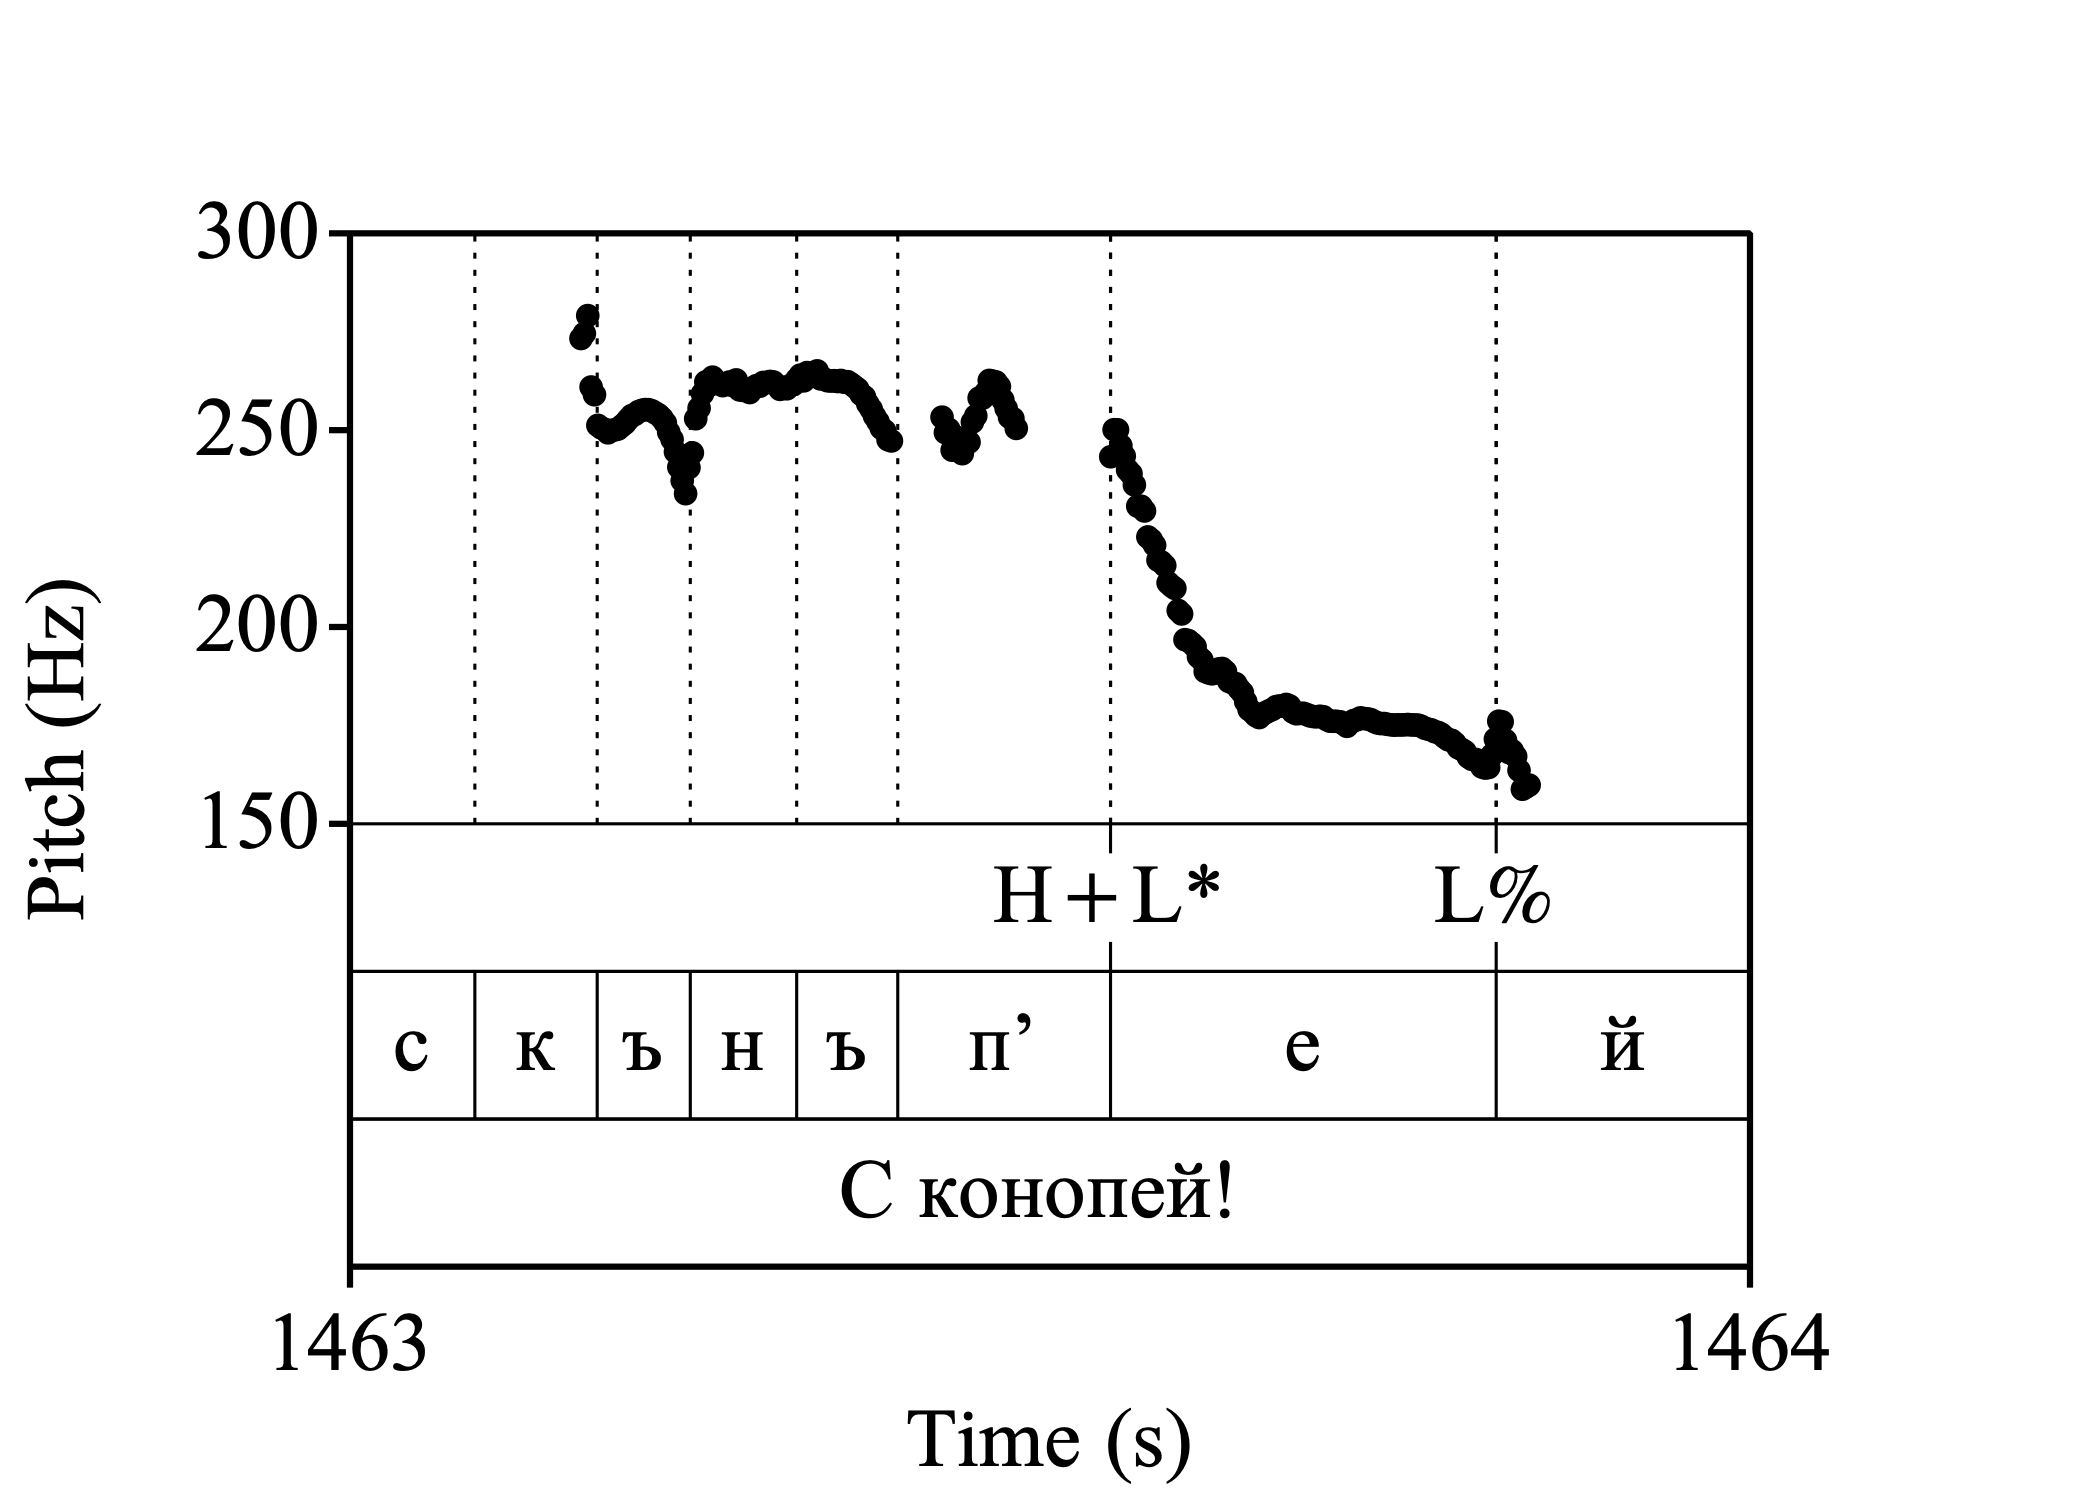 300
250
200
150
Pitch (Hz)
H+L* L%
с к ъ н ъ п’ е й
С конопей!
1463 1464
Time (s)